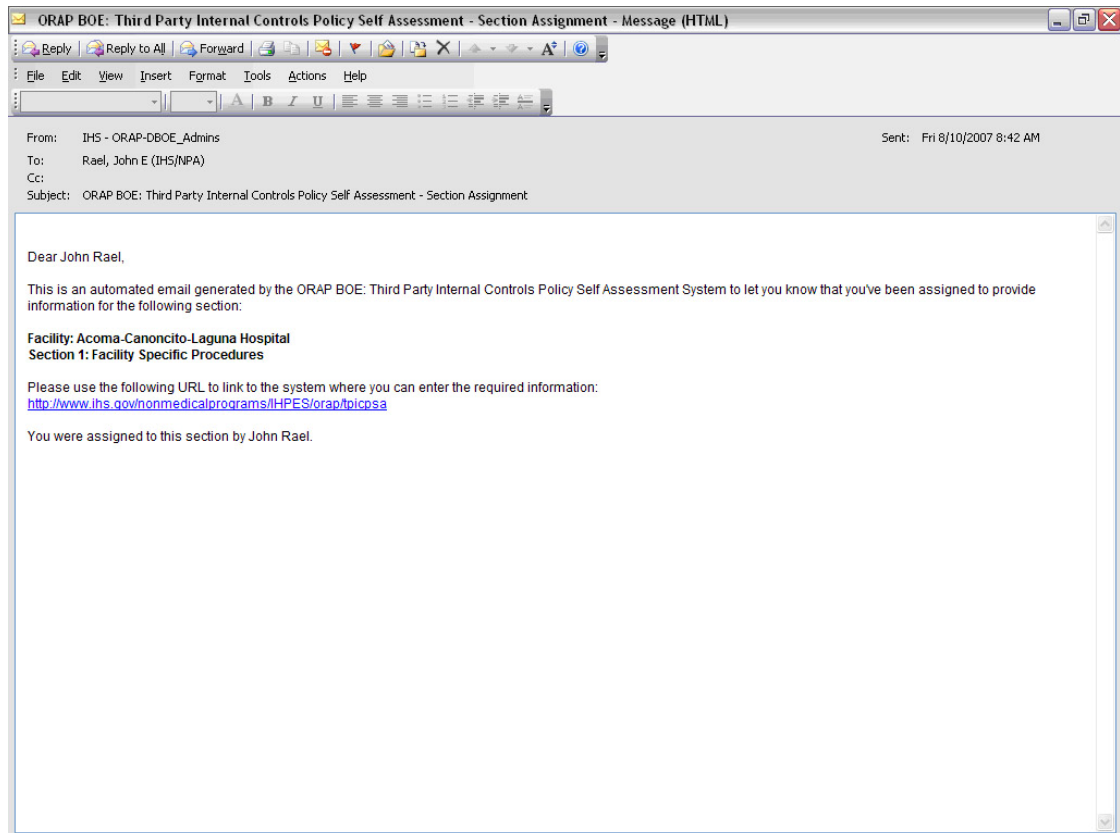 ORAP BOE: Third Party Internal Controls Policy Self Assessment - Section Assignment - Message (HTML)
Reply Reply to All Forward
File Edit View Insert Format Tools Actions Help
A B I U
From: IHS - ORAP-DBOE_Admins Sent: Fri 8/10/2007 8:42 AM
To: Rael, John E (IHS/NPA)
Cc:
Subject: ORAP BOE: Third Party Internal Controls Policy Self Assessment - Section Assignment
Dear John Rael,
This is an automated email generated by the ORAP BOE: Third Party Internal Controls Policy Self Assessment System to let you know that you've been assigned to provide
information for the following section:
Facility: Acoma-Canoncito-Laguna Hospital
Section 1: Facility Specific Procedures
Please use the following URL to link to the system where you can enter the required information:
http://www.ihs.gov/nonmedicalprograms/IHPES/orap/tpicpsa
You were assigned to this section by John Rael.